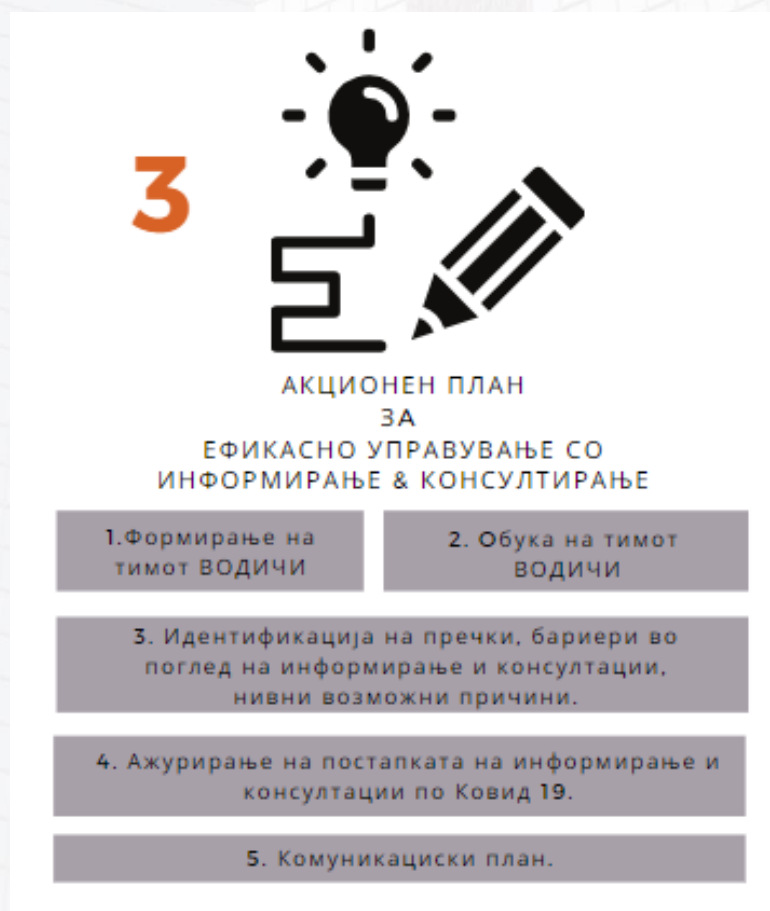 3
АКЦИОНЕН ПЛАН
ЗА
ЕФИКАСНО УПРАВУВАЊЕ СО
ИНФОРМИРАЊЕ & КОНСУЛТИРАЊЕ
1.Формирање на
тимот ВОДИЧИ
2. Обука на тимот
ВОДИЧИ
3. Идентификација на пречки, бариери во
поглед на информирање и консултации,
нивни возможни причини.
4. Ажурирање на постапката на информирање и
консултации по Ковид 19.
5. Комуникациски план.